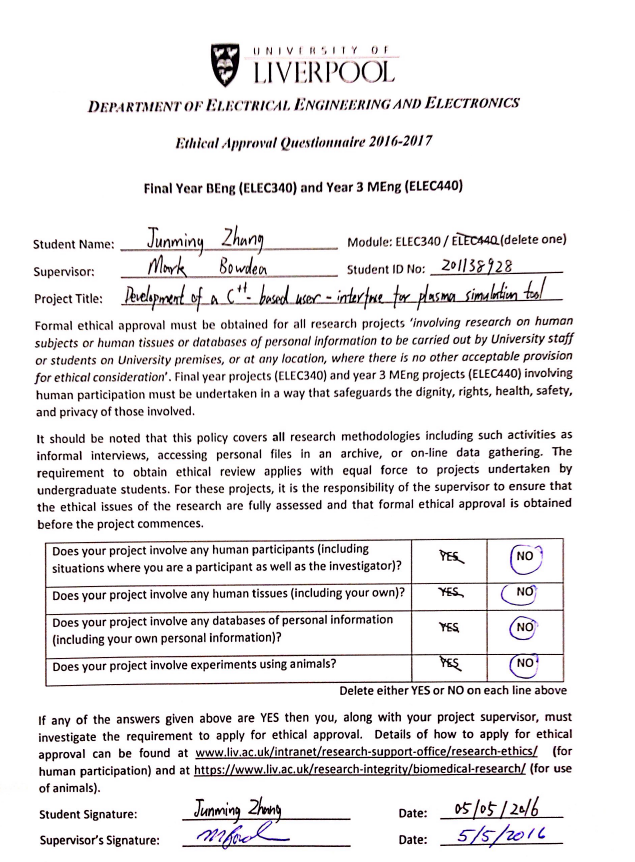 UNIVERSITY OF
LIVERPOOL
DEPARTMENT OF ELECTRICAL ENGINEERING AND ELECTRONICS
Ethical Approval Questionnaire 2016-2017
Final Year BEng (ELEC340) and Year 3 MEng (ELEC440)
Student Name: Junming Zhang Module: ELEC340 / ELEC440 (delete one)
Supervisor: Mark Bowden Student ID No: 201138928
Project Title: Development of a C++-based user-interfase for plasma simulation tool
Formal ethical approval must be obtained for all research projects 'involving research on human
subjects or human tissues or databases of personal information to be carried out by University staff
or students on University premises, or at any location, where there is no other acceptable provision
for ethical consideration'. Final year projects (ELEC340) and year 3 MEng projects (ELEC440) involving
human participation must be undertaken in a way that safeguards the dignity, rights, health, safety,
and privacy of those involved.
It should be noted that this policy covers all research methodologies including such activities as
informal interviews, accessing personal files in an archive, or on-line data gathering. The
requirement to obtain ethical review applies with equal force to projects undertaken by
undergraduate students. For these projects, it is the responsibility of the supervisor to ensure that
the ethical issues of the research are fully assessed and that formal ethical approval is obtained
before the project commences.
Does your project involve any human participants (including
situations where you are a participant as well as the investigator)? YES NO
Does your project involve any human tissues (including your own)? YES NO
Does your project involve any databases of personal information
(including your own personal information)? YES NO
Does your project involve experiments using animals? YES NO
Delete either YES or NO on each line above
If any of the answers given above are YES then you, along with your project supervisor, must
investigate the requirement to apply for ethical approval. Details of how to apply for ethical
approval can be found at www.liv.ac.uk/intranet/research-support-office/research-ethics/ (for
human participation) and at https://www.liv.ac.uk/research-integrity/biomedical-research/ (for use
of animals).
Student Signature: Junming Zhang Date: 05/05/2016
Supervisor's Signature: Date: 5/5/2016